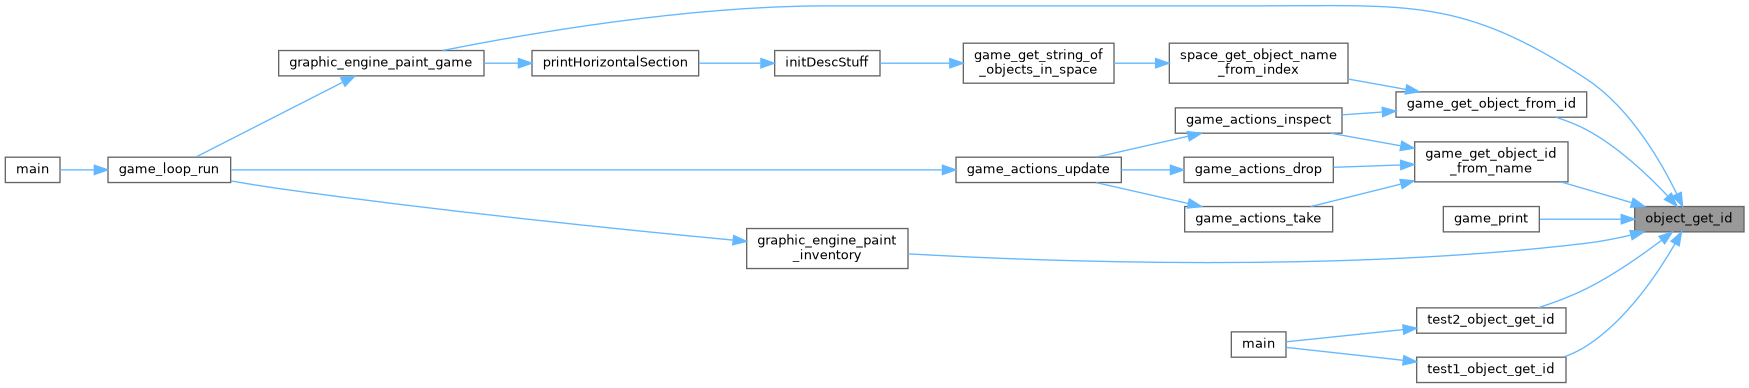 graphic_engine_paint_game
printHorizontalSection
initDescStuff
game_get_string_of
_objects_in_space
space_get_object_name
_from_index
game_get_object_from_id
game_actions_inspect
game_get_object_id
_from_name
main
game_loop_run
game_actions_update
game_actions_drop
game_actions_take
game_print
object_get_id
graphic_engine_paint
_inventory
test2_object_get_id
main
test1_object_get_id